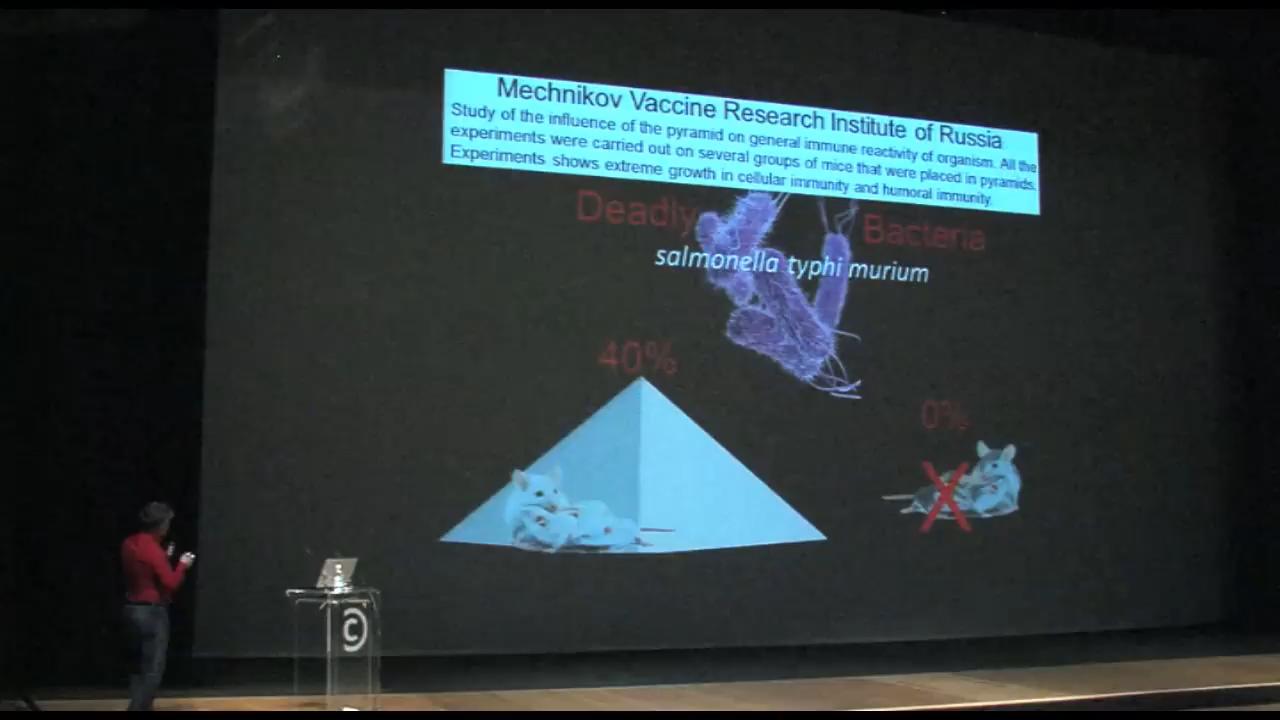 Mechnikov Vaccine Research Institute of Russia
Study of the influence of the pyramid on general immune reactivity of organism. All the
experiments were carried out on several groups of mice that were placed in pyramids.
Experiments shows extreme growth in cellular immunity and humoral immunity.
Deadly Bacteria
salmonella typhi murium
40%
0%
©